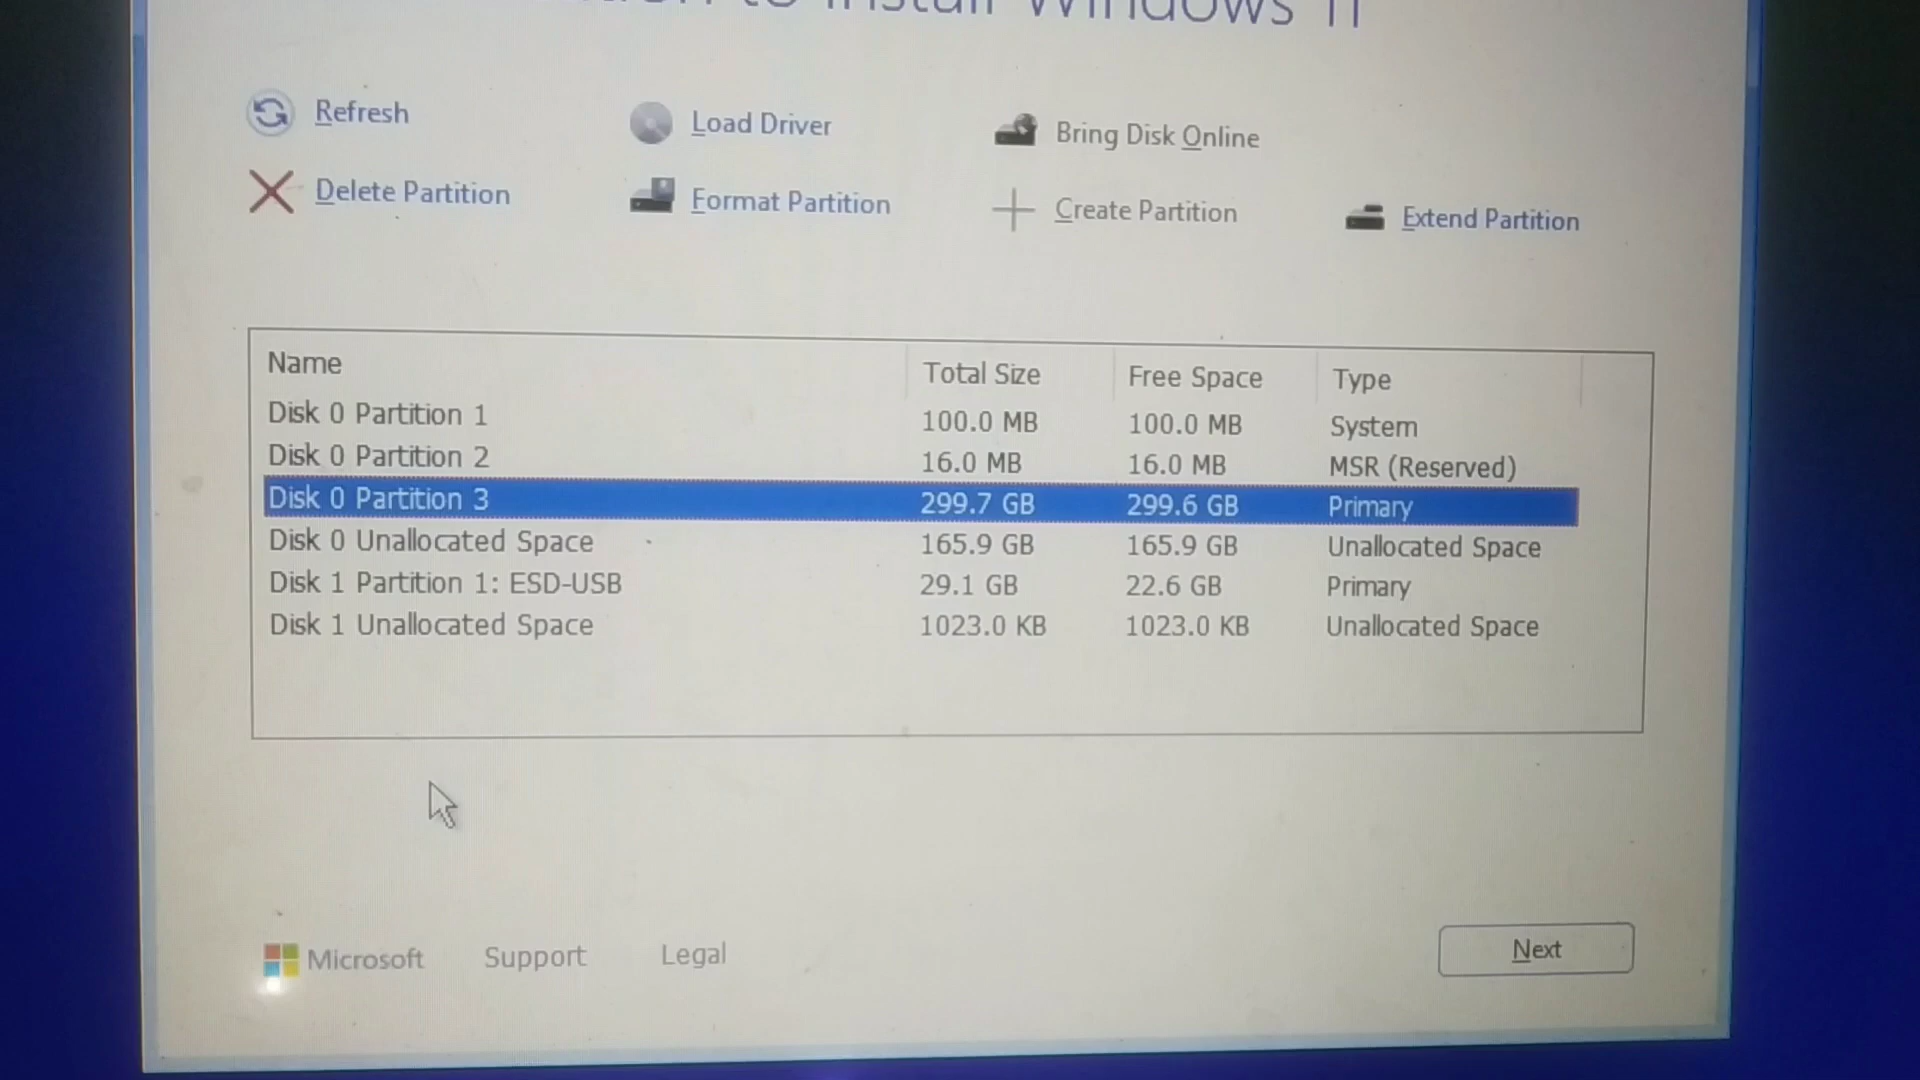 to Install Windows 11
Refresh
Load Driver
Bring Disk Online
Delete Partition
Format Partition
Create Partition
Extend Partition
Name Total Size Free Space Type
Disk 0 Partition 1 100.0 MB 100.0 MB System
Disk 0 Partition 2 16.0 MB 16.0 MB MSR (Reserved)
Disk 0 Partition 3 299.7 GB 299.6 GB Primary
Disk 0 Unallocated Space 165.9 GB 165.9 GB Unallocated Space
Disk 1 Partition 1: ESD-USB 29.1 GB 22.6 GB Primary
Disk 1 Unallocated Space 1023.0 KB 1023.0 KB Unallocated Space
Microsoft Support Legal
Next